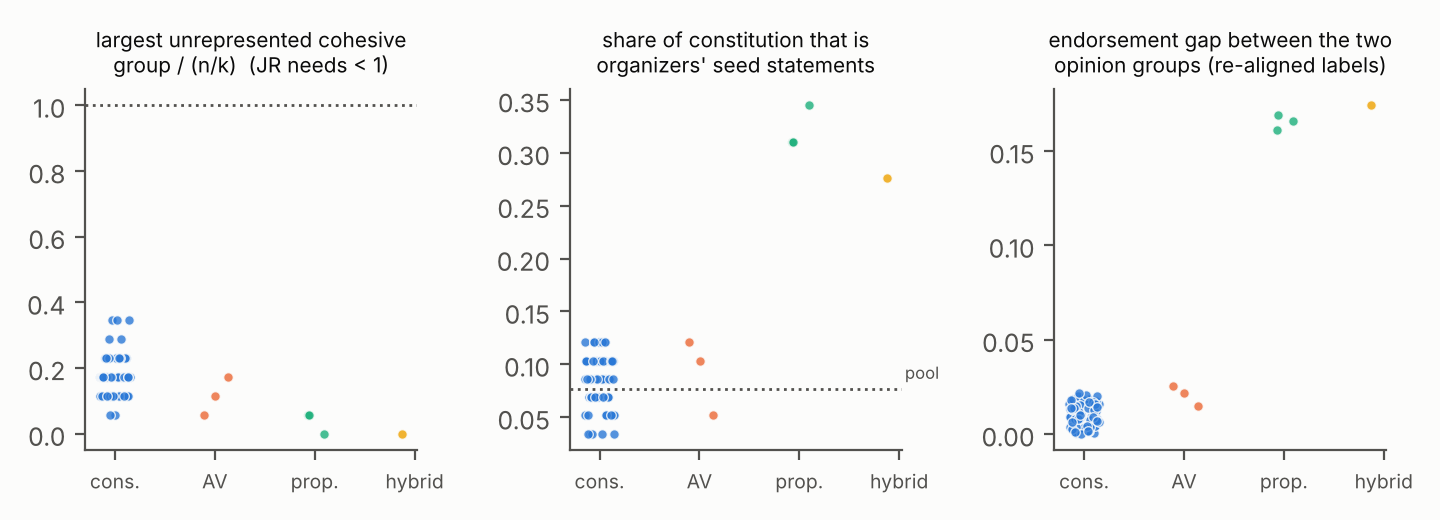 largest unrepresented cohesive
group / (n/k)  (JR needs < 1)
1.0
0.8
0.6
0.4
0.2
0.0
cons.
AV
prop.
hybrid
share of constitution that is
organizers' seed statements
0.35
0.30
0.25
0.20
0.15
0.10
0.05
pool
cons.
AV
prop.
hybrid
endorsement gap between the two
opinion groups (re-aligned labels)
0.15
0.10
0.05
0.00
cons.
AV
prop.
hybrid